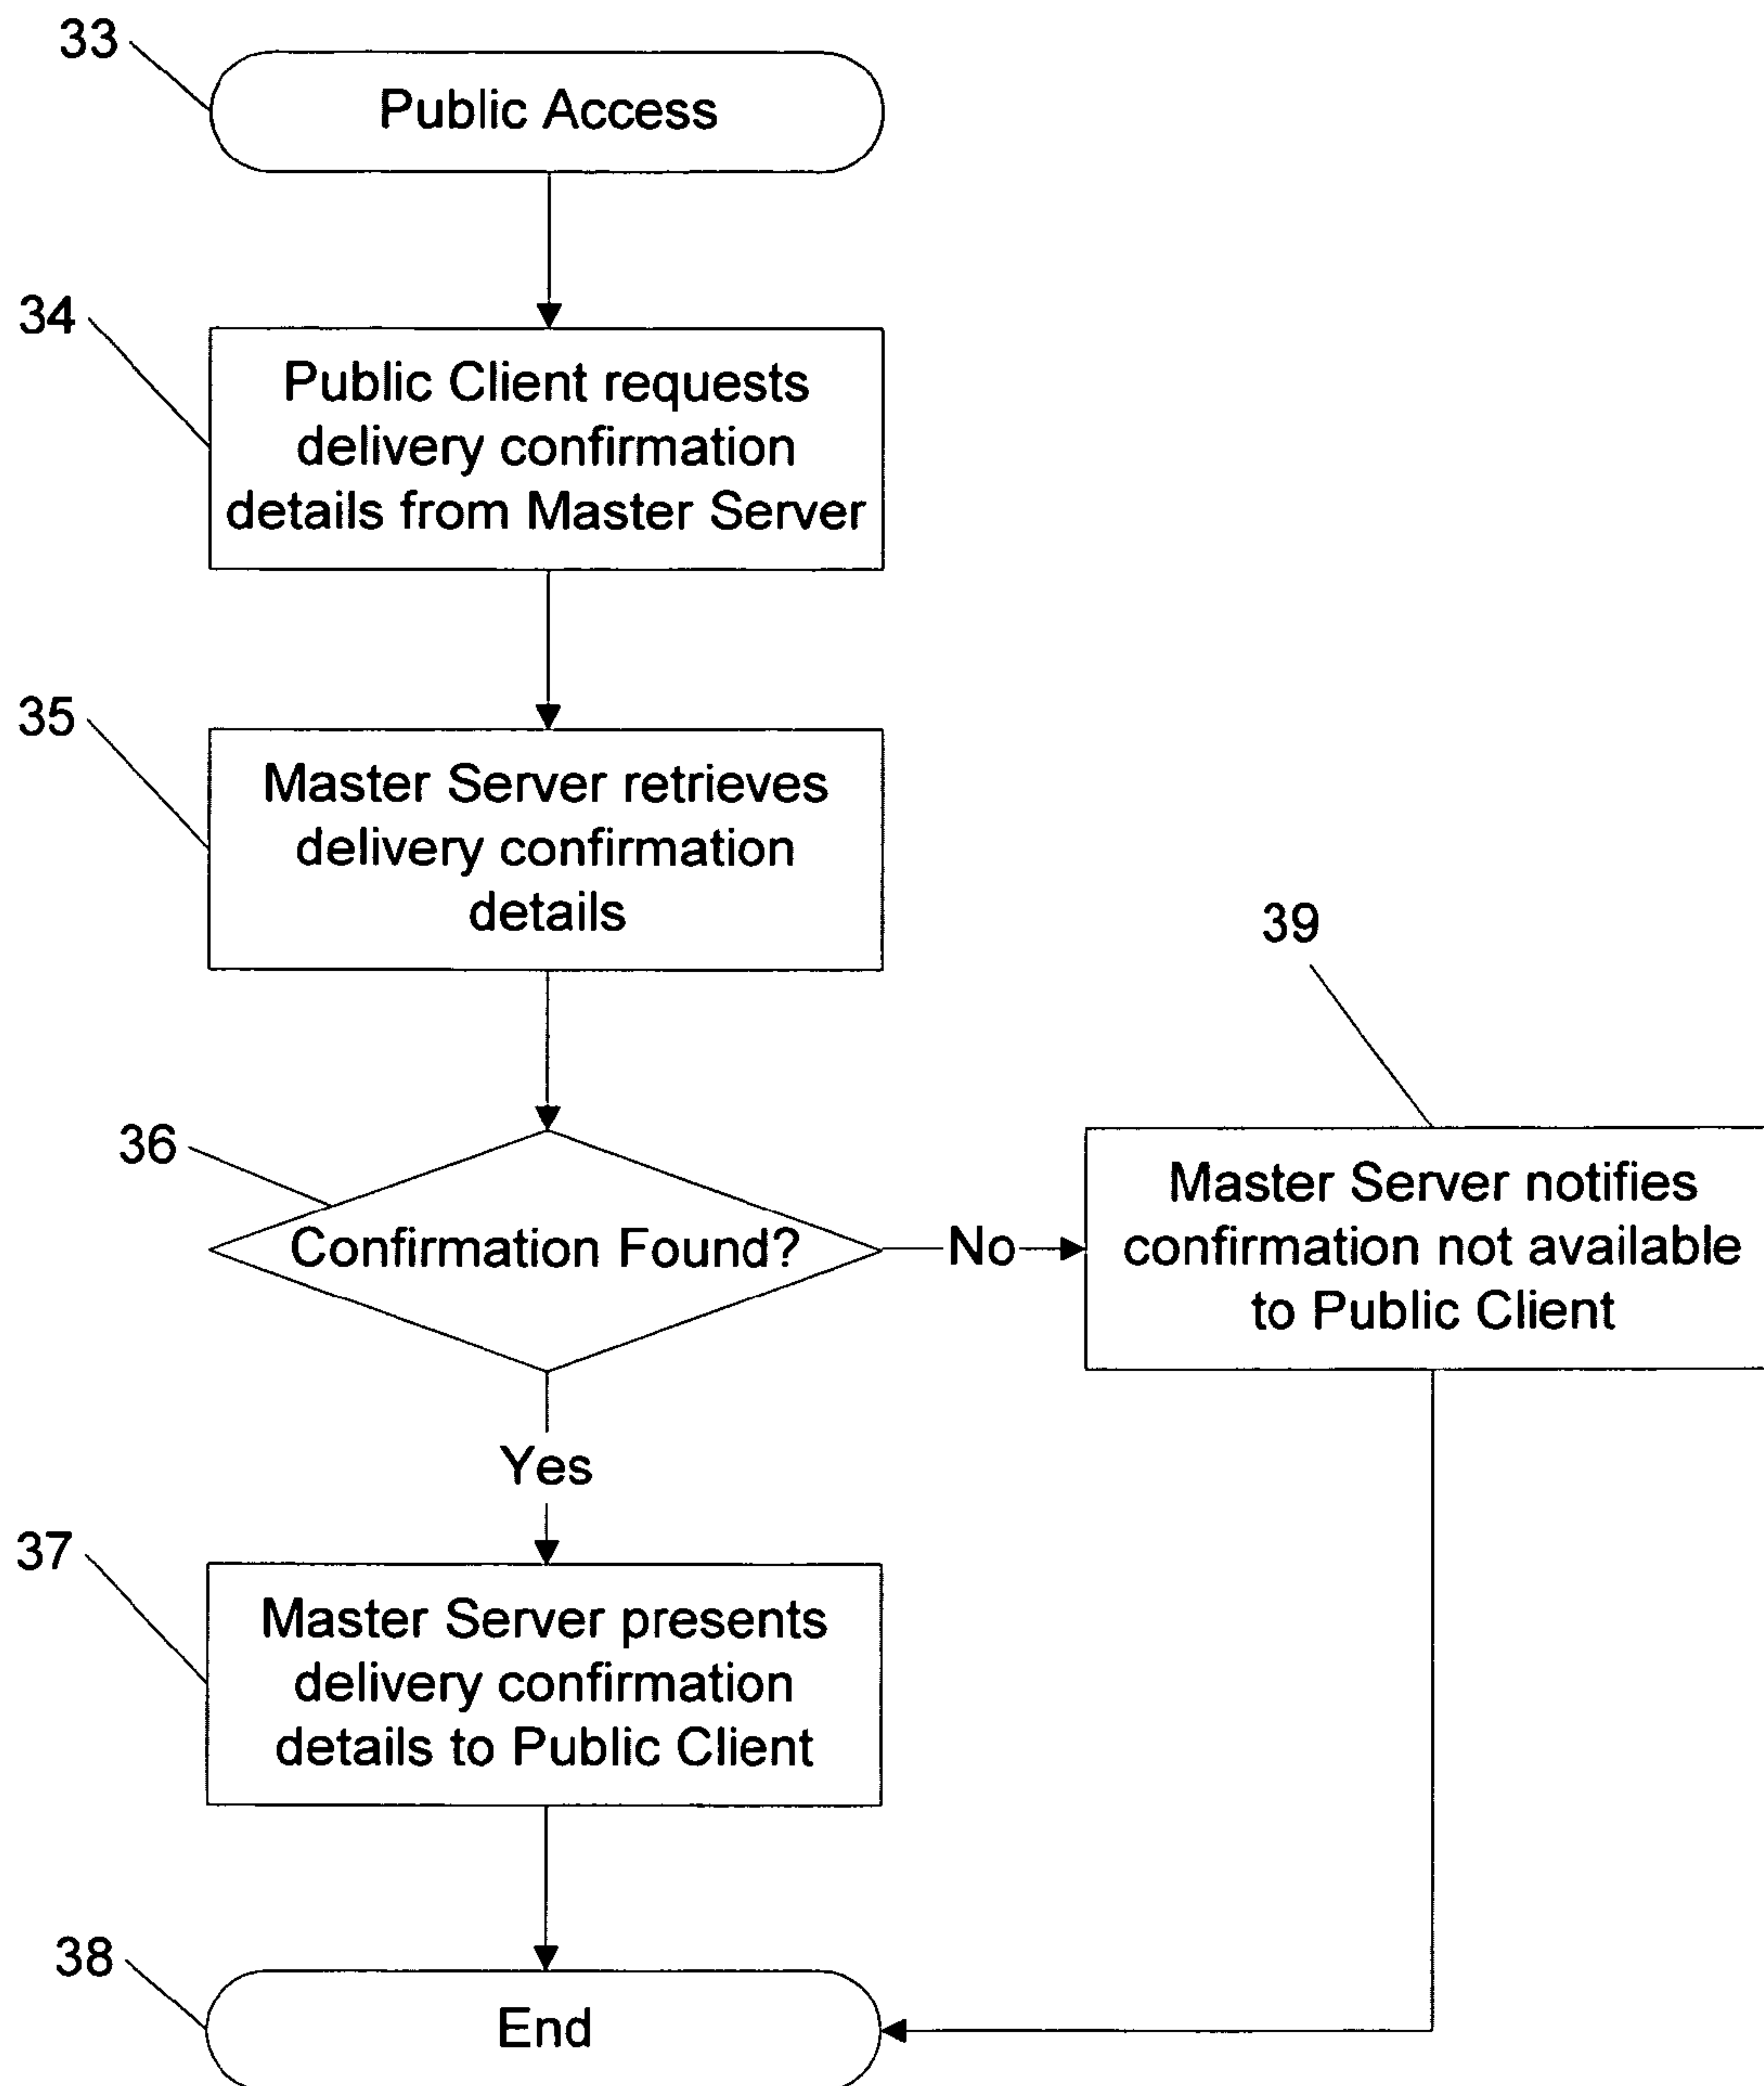 33
Public Access
34
Public Client requests
delivery confirmation
details from Master Server
35
Master Server retrieves
delivery confirmation
details
36
Confirmation Found?
No
39
Master Server notifies
confirmation not available
to Public Client
Yes
37
Master Server presents
delivery confirmation
details to Public Client
38
End